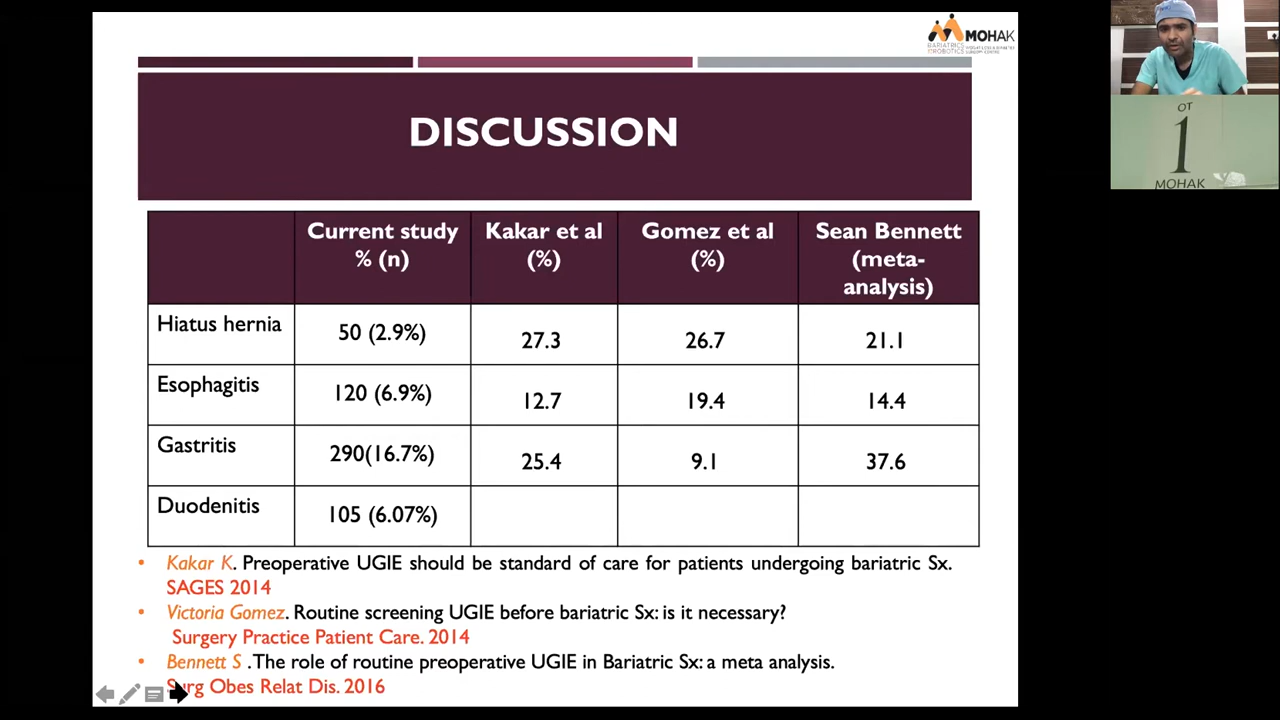 MOHAK
BARIATRICS
ROBOTICS
DISCUSSION
Current study % (n)
Kakar et al (%)
Gomez et al (%)
Sean Bennett (meta-analysis)
Hiatus hernia 50 (2.9%) 27.3 26.7 21.1
Esophagitis 120 (6.9%) 12.7 19.4 14.4
Gastritis 290(16.7%) 25.4 9.1 37.6
Duodenitis 105 (6.07%)
• Kakar K. Preoperative UGIE should be standard of care for patients undergoing bariatric Sx.
SAGES 2014
• Victoria Gomez. Routine screening UGIE before bariatric Sx: is it necessary?
Surgery Practice Patient Care. 2014
• Bennett S .The role of routine preoperative UGIE in Bariatric Sx: a meta analysis.
Surg Obes Relat Dis. 2016
OT
1
MOHAK